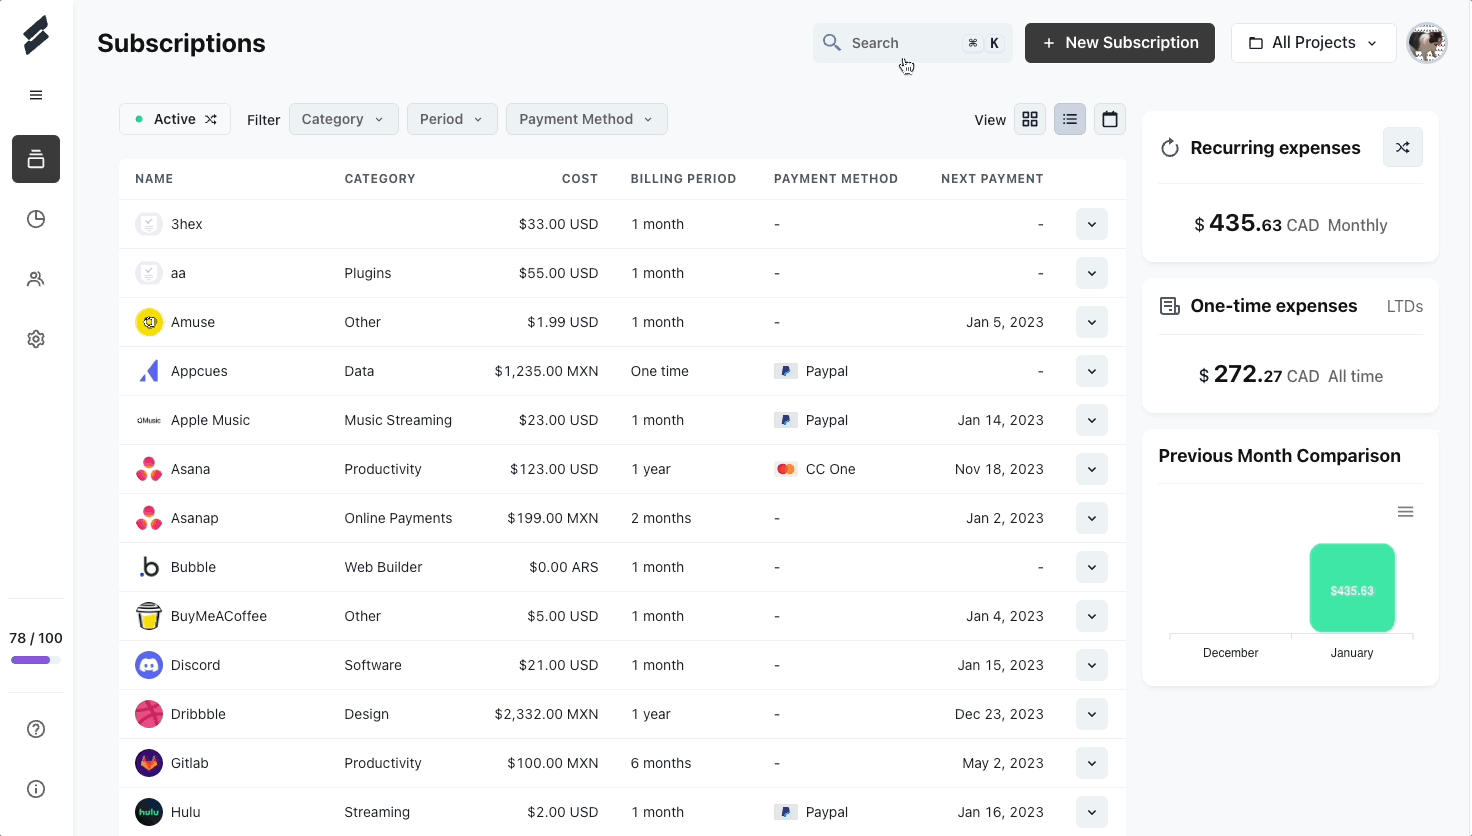 Subscriptions
Search ⌘ K
+ New Subscription
All Projects
Active
Filter
Category
Period
Payment Method
View
NAME CATEGORY COST BILLING PERIOD PAYMENT METHOD NEXT PAYMENT
3hex $33.00 USD 1 month - -
aa Plugins $55.00 USD 1 month - -
Amuse Other $1.99 USD 1 month - Jan 5, 2023
Appcues Data $1,235.00 MXN One time Paypal -
Music Apple Music Music Streaming $23.00 USD 1 month Paypal Jan 14, 2023
Asana Productivity $123.00 USD 1 year CC One Nov 18, 2023
Asanap Online Payments $199.00 MXN 2 months - Jan 2, 2023
b Bubble Web Builder $0.00 ARS 1 month - -
BuyMeACoffee Other $5.00 USD 1 month - Jan 4, 2023
Discord Software $21.00 USD 1 month - Jan 15, 2023
Dribbble Design $2,332.00 MXN 1 year - Dec 23, 2023
Gitlab Productivity $100.00 MXN 6 months - May 2, 2023
hulu Hulu Streaming $2.00 USD 1 month Paypal Jan 16, 2023
78 / 100
Recurring expenses
$ 435.63 CAD Monthly
One-time expenses LTDs
$ 272.27 CAD All time
Previous Month Comparison
$435.63
December January